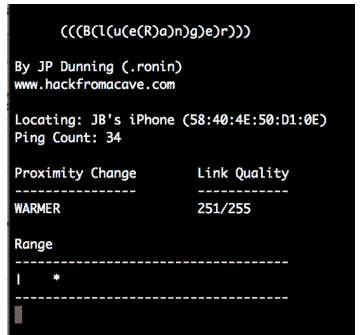 (((B(l(u(e(R)a)n)g)e)r)))
By JP Dunning (.ronin)
www.hackfromacave.com
Locating: JB's iPhone (58:40:4E:50:D1:0E)
Ping Count: 34
Proximity Change Link Quality
---------------- ------------
WARMER 251/255
Range
------------------------------------
| *
------------------------------------